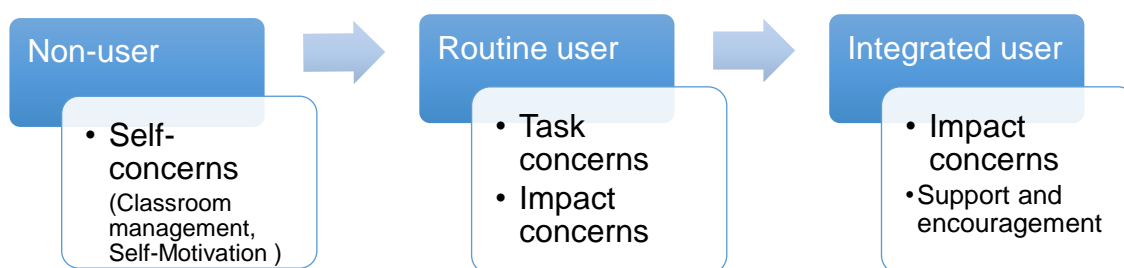 Non-user
• Self-
concerns
(Classroom
management,
Self-Motivation )
Routine user
• Task
concerns
• Impact
concerns
Integrated user
• Impact
concerns
•Support and
encouragement